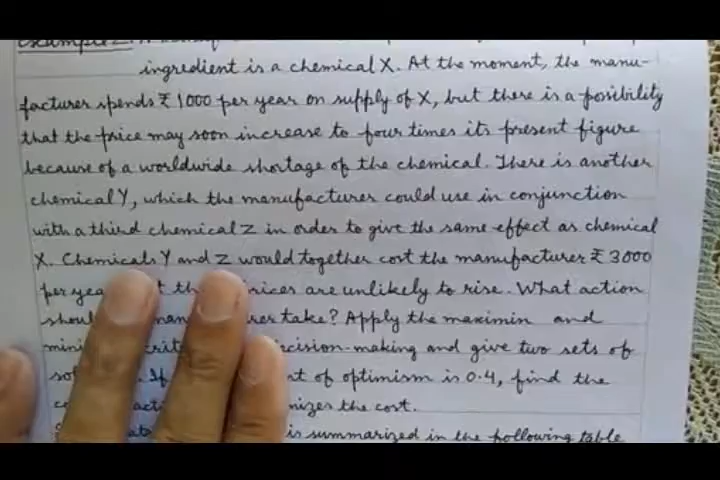 ingredient is a chemical X. At the moment, the manu-
facturer spends ₹ 1000 per year on supply of X, but there is a posibility
that the price may soon increase to four times its present figure
because of a worldwide shortage of the chemical. There is another
chemical Y, which the manufacturer could use in conjunction
with a third chemical Z in order to give the same effect as chemical
X. Chemicals Y and Z would together cost the manufacturer ₹ 3000
per are unlikely to rise. What action
take? Apply the maximin and
decision-making and give two sets of
of optimism is 0.4, find the
the cost.
is summarized in the following table